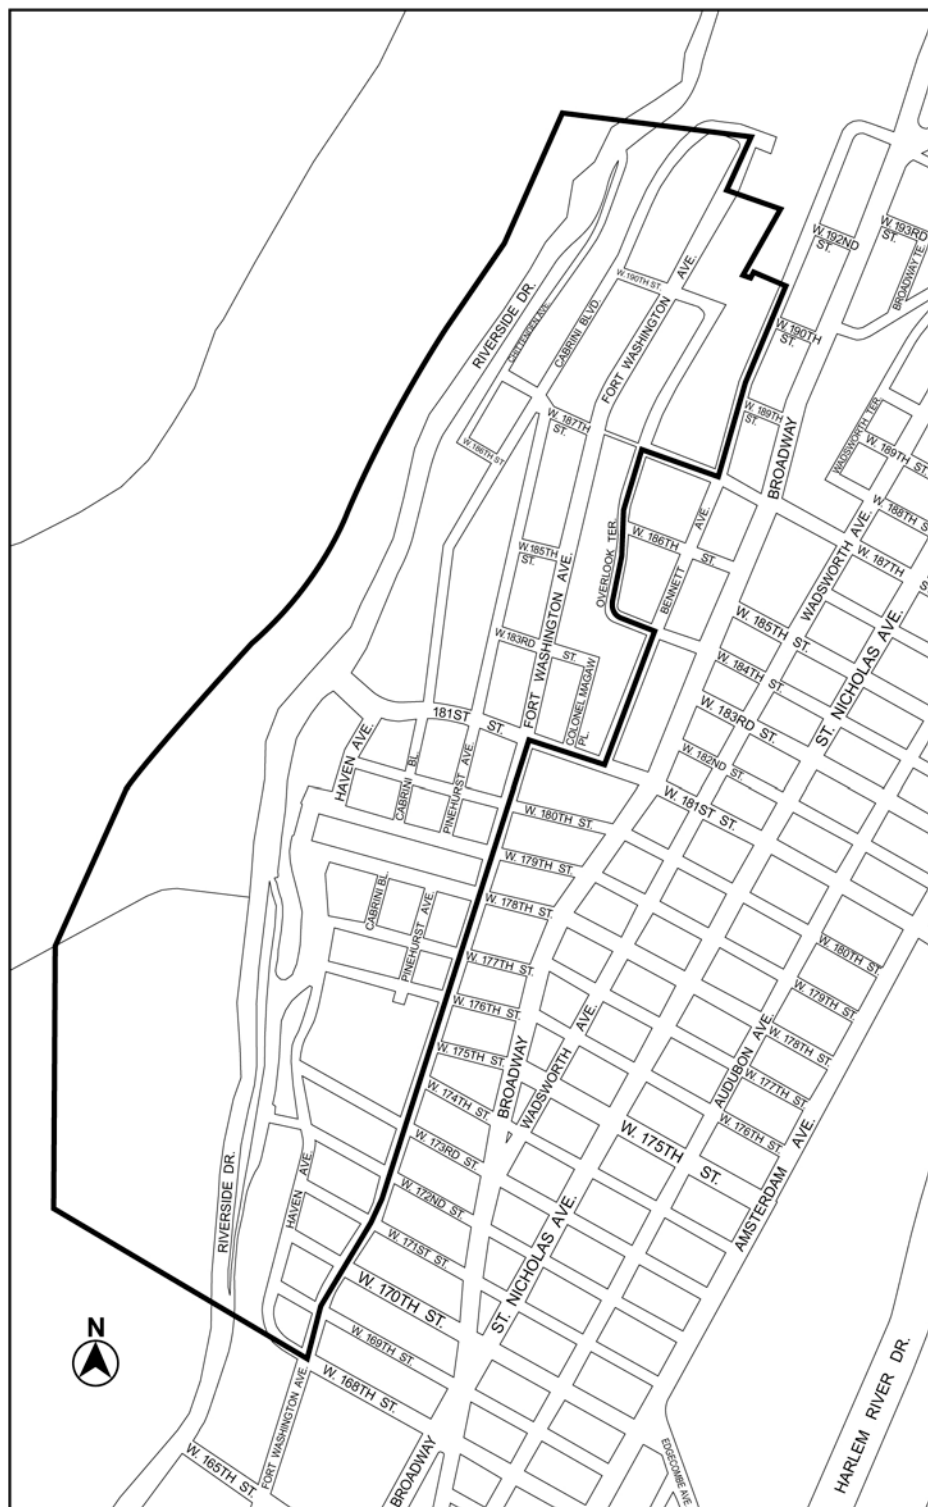 W. 193RD
ST.
W. 192ND
ST.
BROADWAY TE.
RIVERSIDE DR.
CHITTENDEN AVE.
CABRINI BLVD.
W. 190TH ST.
FORT WASHINGTON AVE.
W. 190TH
ST.
W. 189TH
ST.
BROADWAY
WADSWORTH TER.
W. 189TH ST.
W. 187TH
ST.
W. 186TH ST.
W. 188TH S
W. 187TH
S
WADSWORTH AVE.
OVERLOOK TER.
W. 186TH
ST.
BENNETT AVE.
W. 185TH
ST.
FORT WASHINGTON AVE.
W. 183RD
ST.
COLONEL MAGAW
PL.
W. 185TH
ST.
W. 184TH
ST.
W. 183RD ST.
W. 182ND ST.
W. 181ST ST.
ST. NICHOLAS AVE.
181ST ST.
HAVEN AVE.
CABRINI BL.
PINEHURST AVE.
W. 180TH ST.
W. 179TH ST.
W. 178TH ST.
W. 177TH ST.
W. 176TH ST.
W. 175TH ST.
W. 174TH ST.
W. 173RD ST.
W. 172ND ST.
W. 171ST ST.
W. 170TH ST.
W. 169TH ST.
W. 168TH ST.
CABRINI BL.
PINEHURST AVE.
BROADWAY
WADSWORTH AVE.
W. 180TH ST.
W. 179TH ST.
W. 178TH ST.
W. 177TH ST.
W. 176TH ST.
W. 175TH ST.
AUDUBON AVE.
AMSTERDAM AVE.
ST. NICHOLAS AVE.
RIVERSIDE DR.
HAVEN AVE.
N
FORT WASHINGTON AVE.
W. 165TH ST.
BROADWAY
EDGECOMBE AVE.
HARLEM RIVER DR.